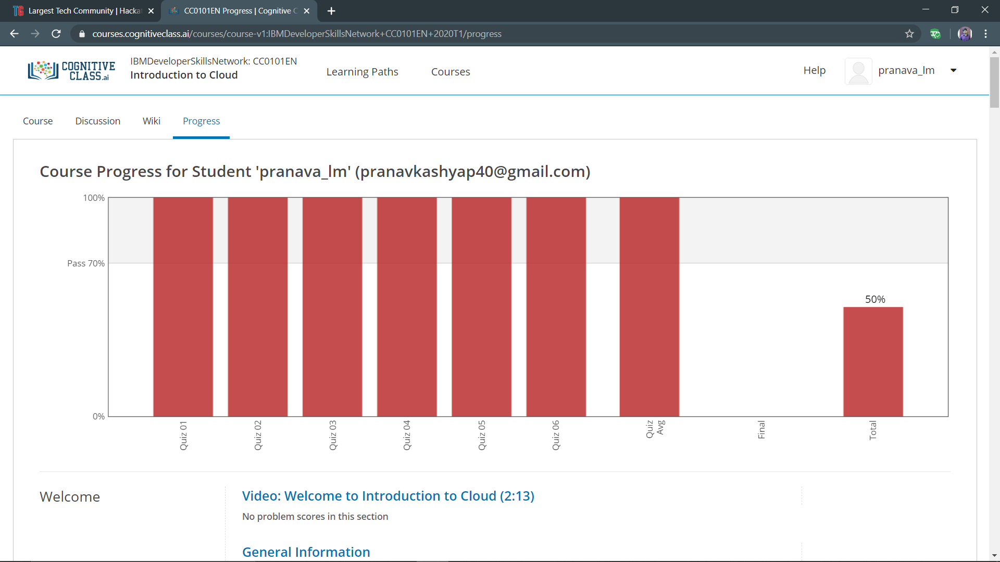 Largest Tech Community | Hacka
CC0101EN Progress | Cognitive C
courses.cognitiveclass.ai/courses/course-v1:IBMDeveloperSkillsNetwork+CC0101EN+2020T1/progress
COGNITIVE
CLASS.ai
IBMDeveloperSkillsNetwork: CC0101EN
Introduction to Cloud
Learning Paths
Courses
Help
pranava_lm
Course
Discussion
Wiki
Progress
Course Progress for Student 'pranava_lm' (pranavkashyap40@gmail.com)
100%
Pass 70%
50%
0%
Quiz 01
Quiz 02
Quiz 03
Quiz 04
Quiz 05
Quiz 06
Quiz
Avg
Final
Total
Welcome
Video: Welcome to Introduction to Cloud (2:13)
No problem scores in this section
General Information